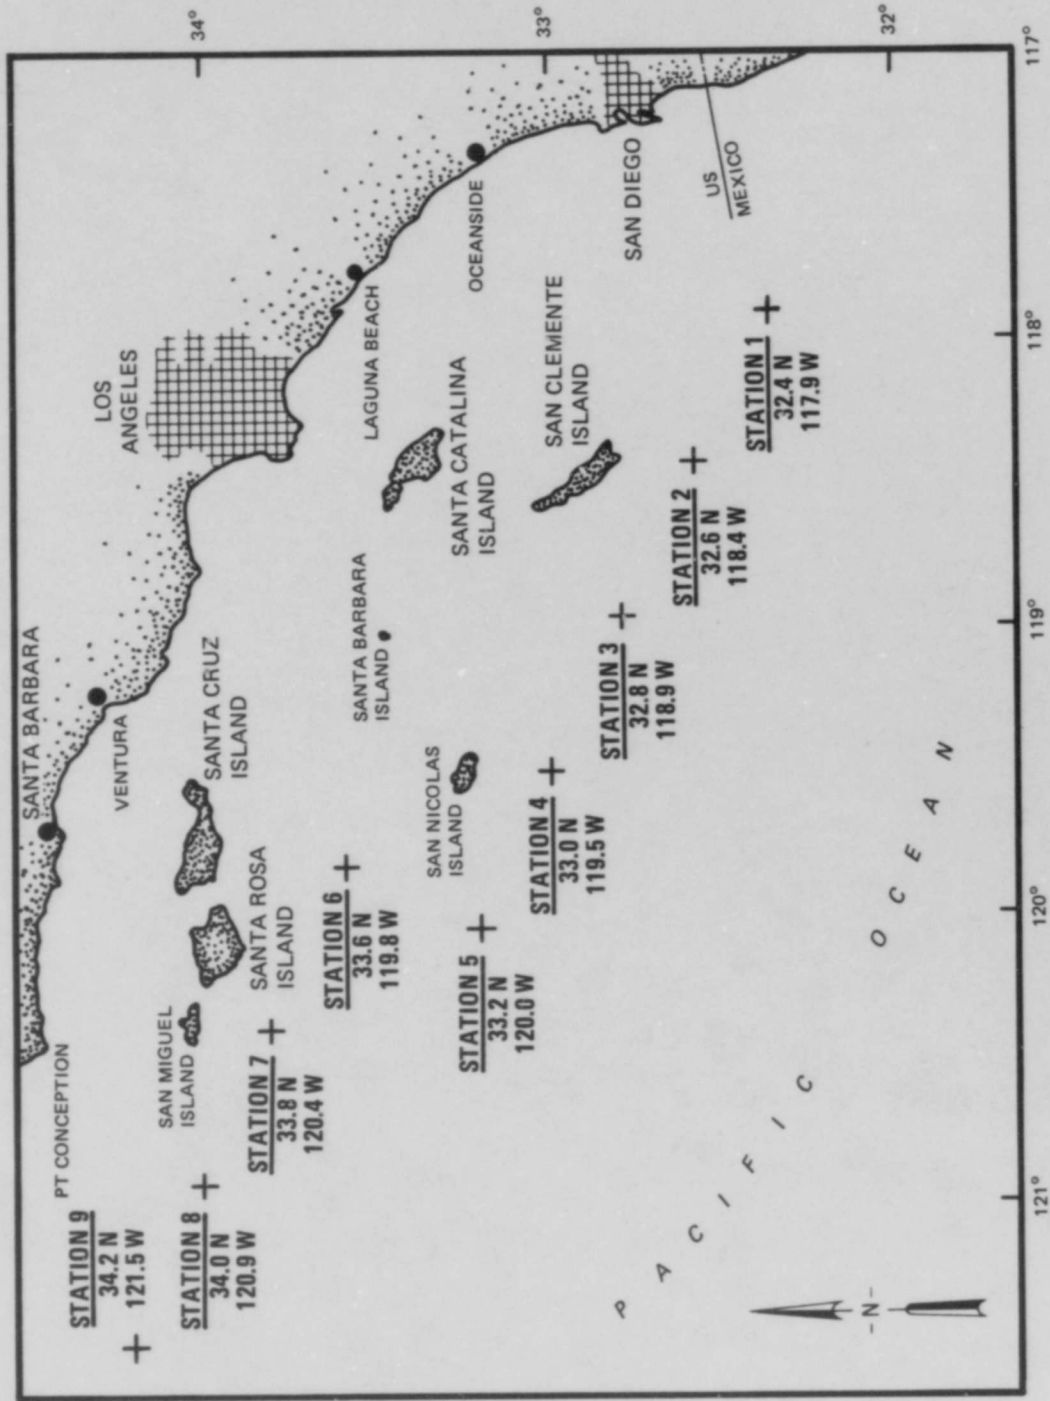 SANTA BARBARA
VENTURA
LOS
ANGELES
34°
PT CONCEPTION
SAN MIGUEL
ISLAND
SANTA ROSA
ISLAND
SANTA CRUZ
ISLAND
LAGUNA BEACH
OCEANSIDE
33°
SANTA BARBARA
ISLAND
SANTA CATALINA
ISLAND
SAN NICOLAS
ISLAND
SAN CLEMENTE
ISLAND
SAN DIEGO
US
MEXICO
32°
STATION 9
34.2 N
121.5 W
STATION 8
34.0 N
120.9 W
STATION 7
33.8 N
120.4 W
STATION 6
33.6 N
119.8 W
STATION 5
33.2 N
120.0 W
STATION 4
33.0 N
119.5 W
STATION 3
32.8 N
118.9 W
STATION 2
32.6 N
118.4 W
STATION 1
32.4 N
117.9 W
PACIFIC OCEAN
-N-
121°
120°
119°
118°
117°